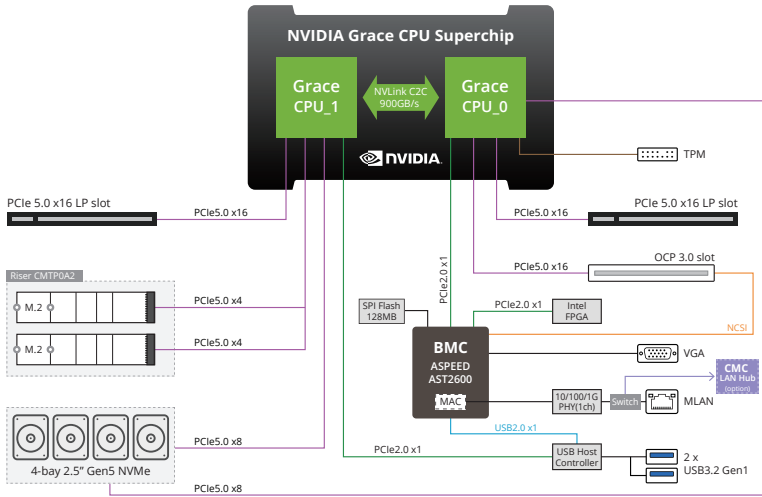 NVIDIA Grace CPU Superchip
Grace
CPU_1
NVLink C2C
900GB/s
Grace
CPU_0
NVIDIA.
TPM
PCIe 5.0 x16 LP slot
PCIe5.0 x16
PCIe5.0 x16
PCIe 5.0 x16 LP slot
PCIe2.0 x1
PCIe5.0 x16
OCP 3.0 slot
Riser CMTP0A2
M.2
PCIe5.0 x4
M.2
PCIe5.0 x4
SPI Flash
128MB
PCIe2.0 x1
Intel
FPGA
NCSI
BMC
ASPEED
AST2600
MAC
VGA
CMC
LAN Hub
(option)
10/100/1G
PHY(1ch)
Switch
MLAN
USB2.0 x1
4-bay 2.5” Gen5 NVMe
PCIe5.0 x8
PCIe2.0 x1
USB Host
Controller
2 x
USB3.2 Gen1
PCIe5.0 x8